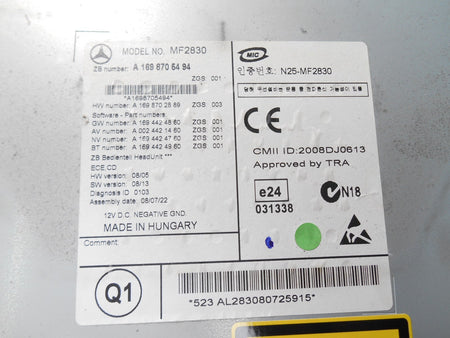 MODEL NO. MF2830
ZB number: A 169 870 54 94 ZGS 001
*A1698705494*
HW number A 169 870 28 89 ZGS 003
Software - Part numbers:
GW number A 169 442 48 60 ZGS 001
AV number A 002 442 14 60 ZGS 001
NV number A 169 442 47 60 ZGS 001
BT number A 169 442 49 60 ZGS 001
ZB Bedienteil HeadUnit ***
ECE,CD
HW version: 08/05
SW version: 08/13
Diagnosis ID: 0103
Assembly date: 08/07/22
12V D.C. NEGATIVE GND.
MADE IN HUNGARY
Comment:
Q1
MIC
인증번호: N25-MF2830
CE
CMII ID:2008DJ0613
Approved by TRA
e24
031338
N18
*523 AL283080725915*